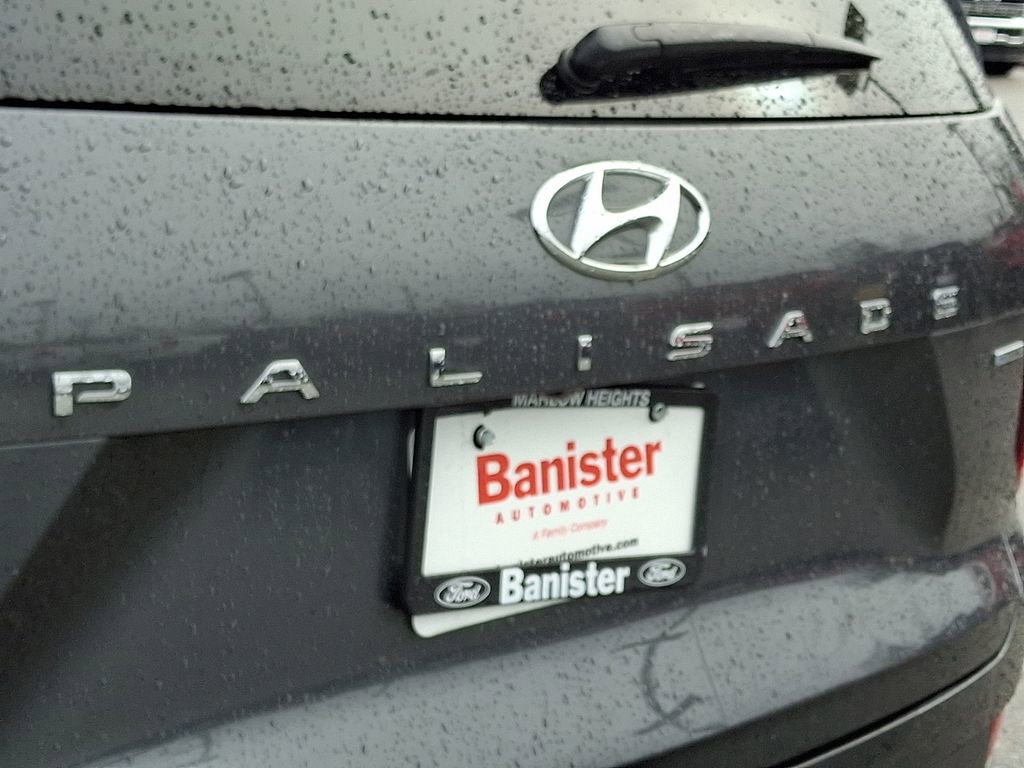 PALISADE
MARLOW HEIGHTS
Banister
AUTOMOTIVE
A Family Company
Ford Banister Ford